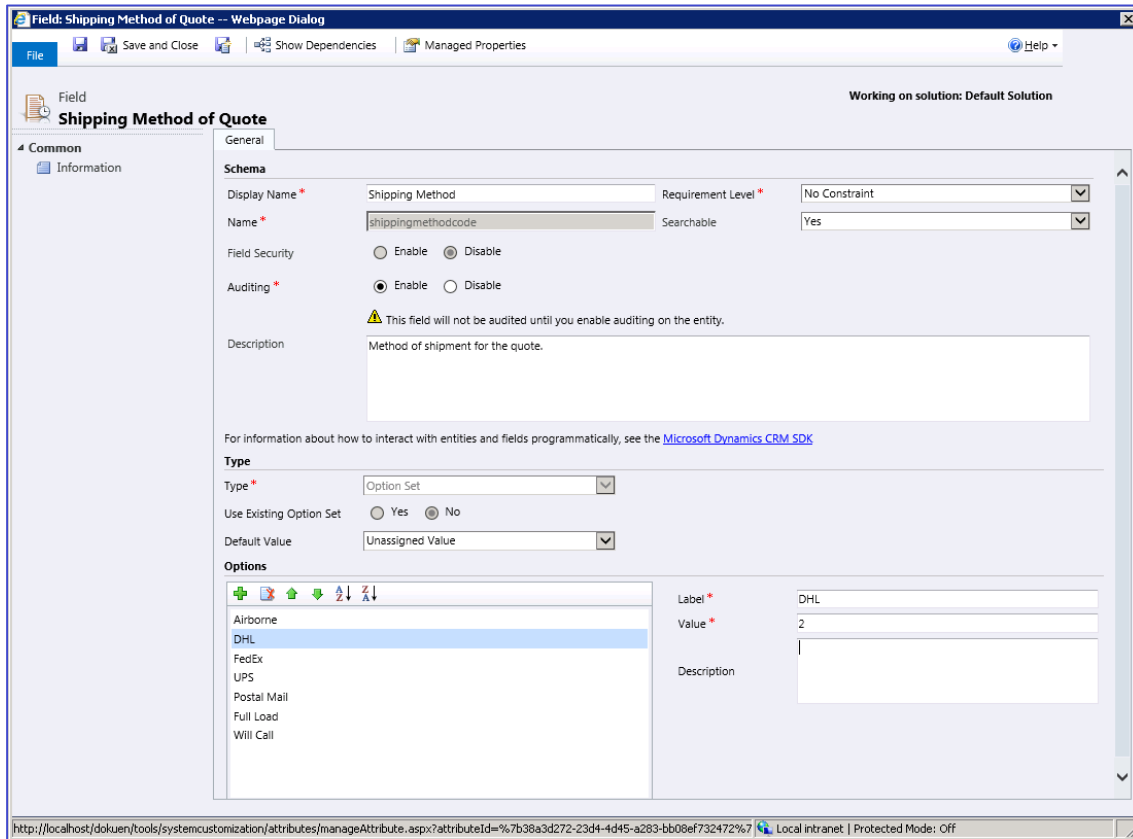 Field: Shipping Method of Quote -- Webpage Dialog
File
Save and Close
Show Dependencies
Managed Properties
Help
Field
Shipping Method of Quote
Working on solution: Default Solution
Common
Information
General
Schema
Display Name *
Shipping Method
Requirement Level *
No Constraint
Name *
shippingmethodcode
Searchable
Yes
Field Security
Enable
Disable
Auditing *
Enable
Disable
This field will not be audited until you enable auditing on the entity.
Description
Method of shipment for the quote.
For information about how to interact with entities and fields programmatically, see the Microsoft Dynamics CRM SDK
Type
Type *
Option Set
Use Existing Option Set
Yes
No
Default Value
Unassigned Value
Options
Airborne
DHL
FedEx
UPS
Postal Mail
Full Load
Will Call
Label *
DHL
Value *
2
Description
http://localhost/dokuen/tools/systemcustomization/attributes/manageAttribute.aspx?attributeId=%7b38a3d272-23d4-4d45-a283-bb08ef732472%7
Local intranet | Protected Mode: Off